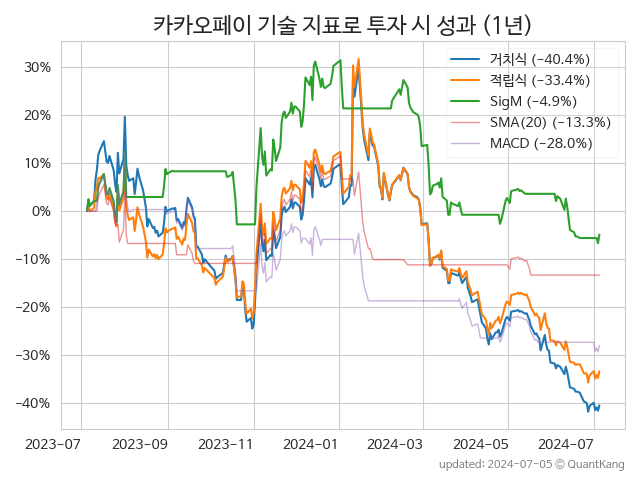 카카오페이 기술 지표로 투자 시 성과 (1년)
거치식 (−40.4%)
적립식 (−33.4%)
SigM (−4.9%)
SMA(20) (−13.3%)
MACD (−28.0%)
30%
20%
10%
0%
−10%
−20%
−30%
−40%
2023−07
2023−09
2023−11
2024−01
2024−03
2024−05
2024−07
updated: 2024-07-05 © QuantKang